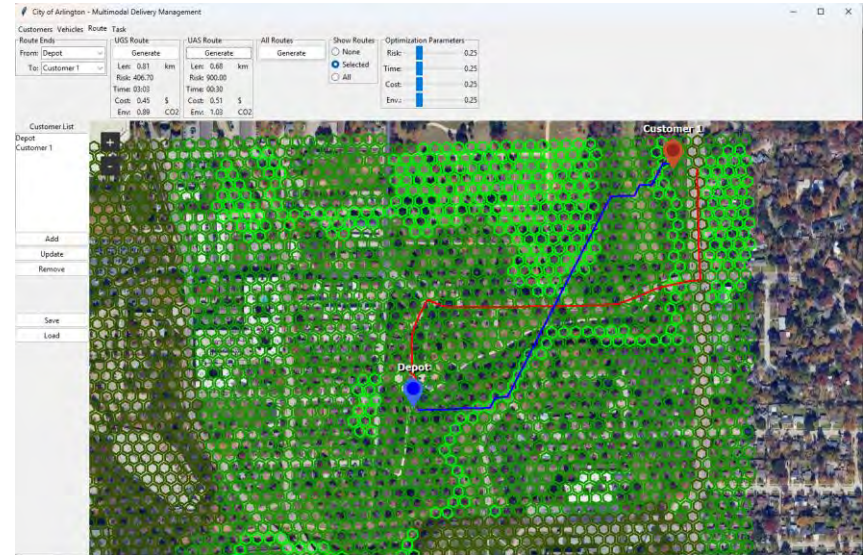 City of Arlington - Multimodal Delivery Management
Customers Vehicles Route Task
Route Ends
From: Depot
To: Customer 1
UGS Route
Generate
Len: 0.81 km
Risk: 406.70
Time: 03:03
Cost: 0.45 $
Env: 0.89 CO2
UAS Route
Generate
Len: 0.68 km
Risk: 900.00
Time: 00:30
Cost: 0.51 $
Env: 1.03 CO2
All Routes
Generate
Show Routes
None
Selected
All
Optimization Parameters
Risk: 0.25
Time: 0.25
Cost: 0.25
Env.: 0.25
Customer List
Depot
Customer 1
Add
Update
Remove
Save
Load
+
-
Customer 1
Depot